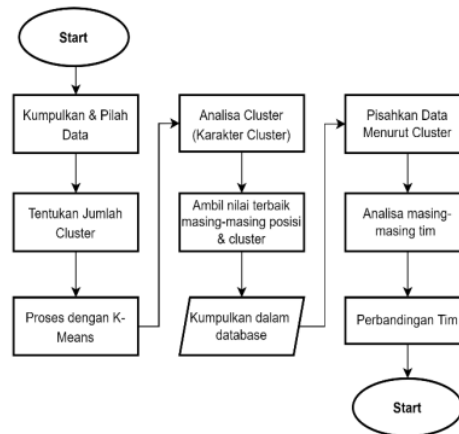 Start
Kumpulkan & Pilah
Data
Tentukan Jumlah
Cluster
Proses dengan K-
Means
Analisa Cluster
(Karakter Cluster)
Ambil nilai terbaik
masing-masing posisi
& cluster
Kumpulkan dalam
database
Pisahkan Data
Menurut Cluster
Analisa masing-
masing tim
Perbandingan Tim
Start